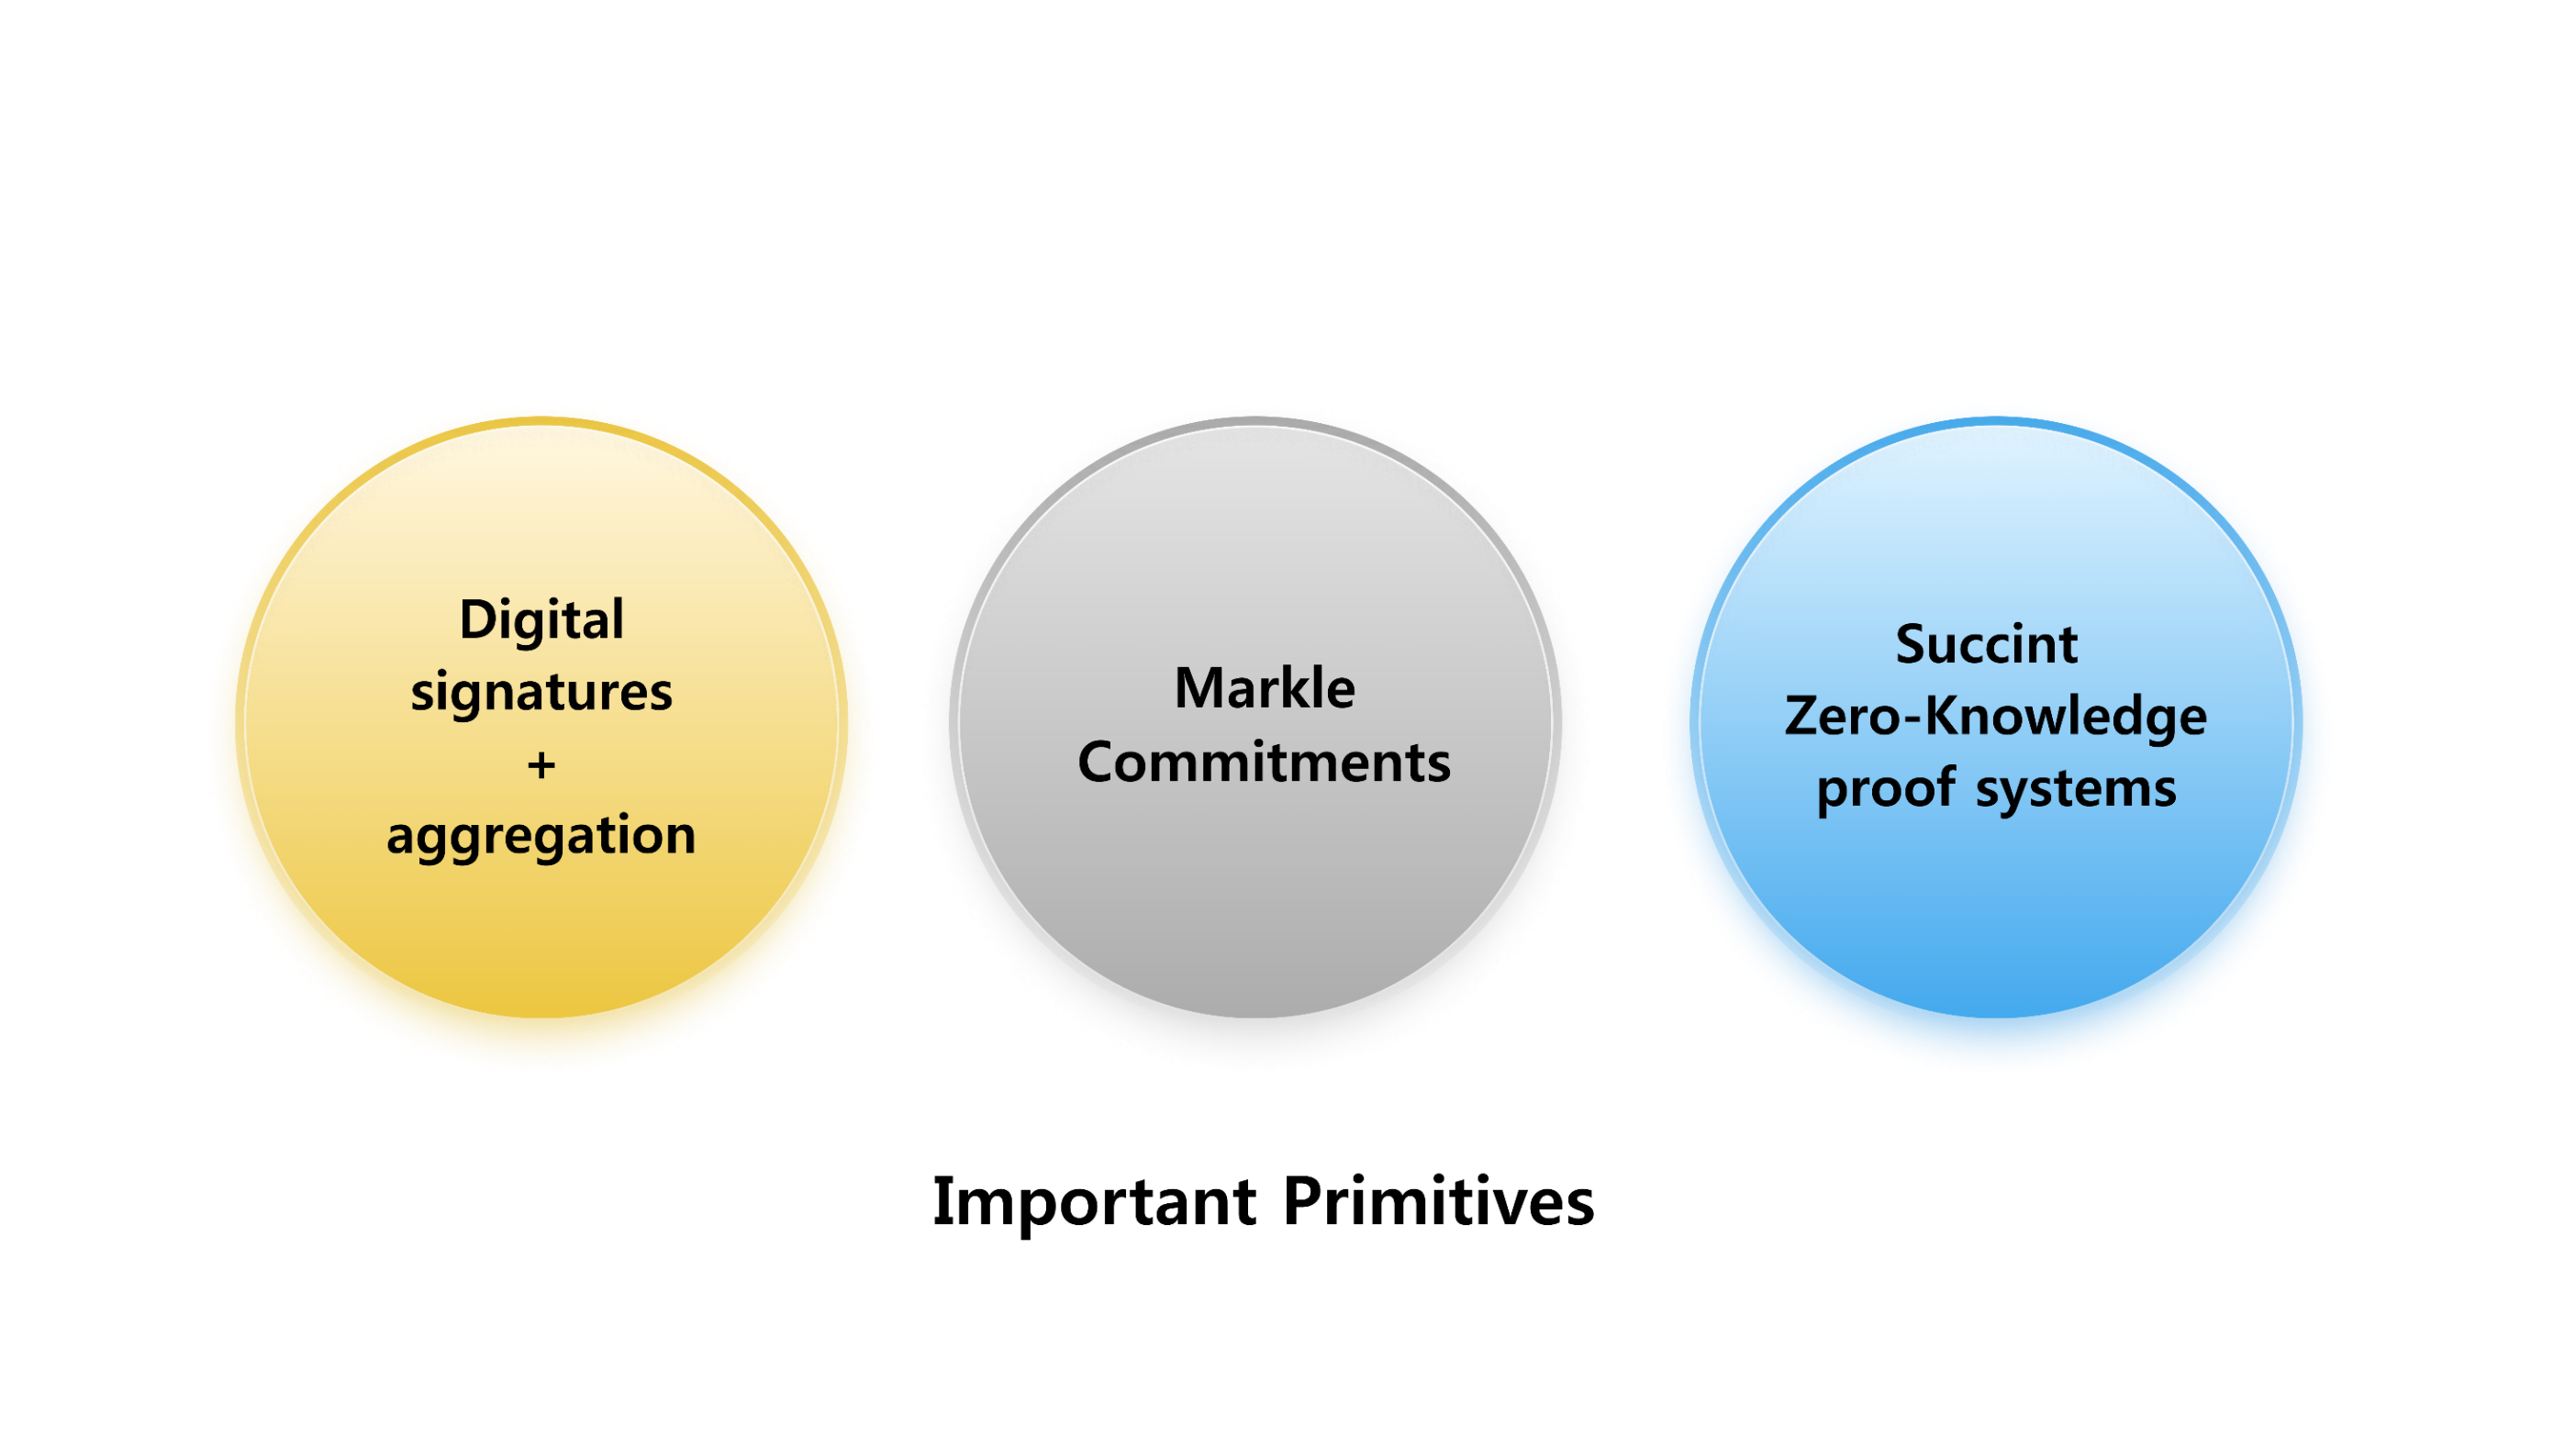 Digital
signatures
+
aggregation
Markle
Commitments
Succint
Zero-Knowledge
proof systems
Important Primitives